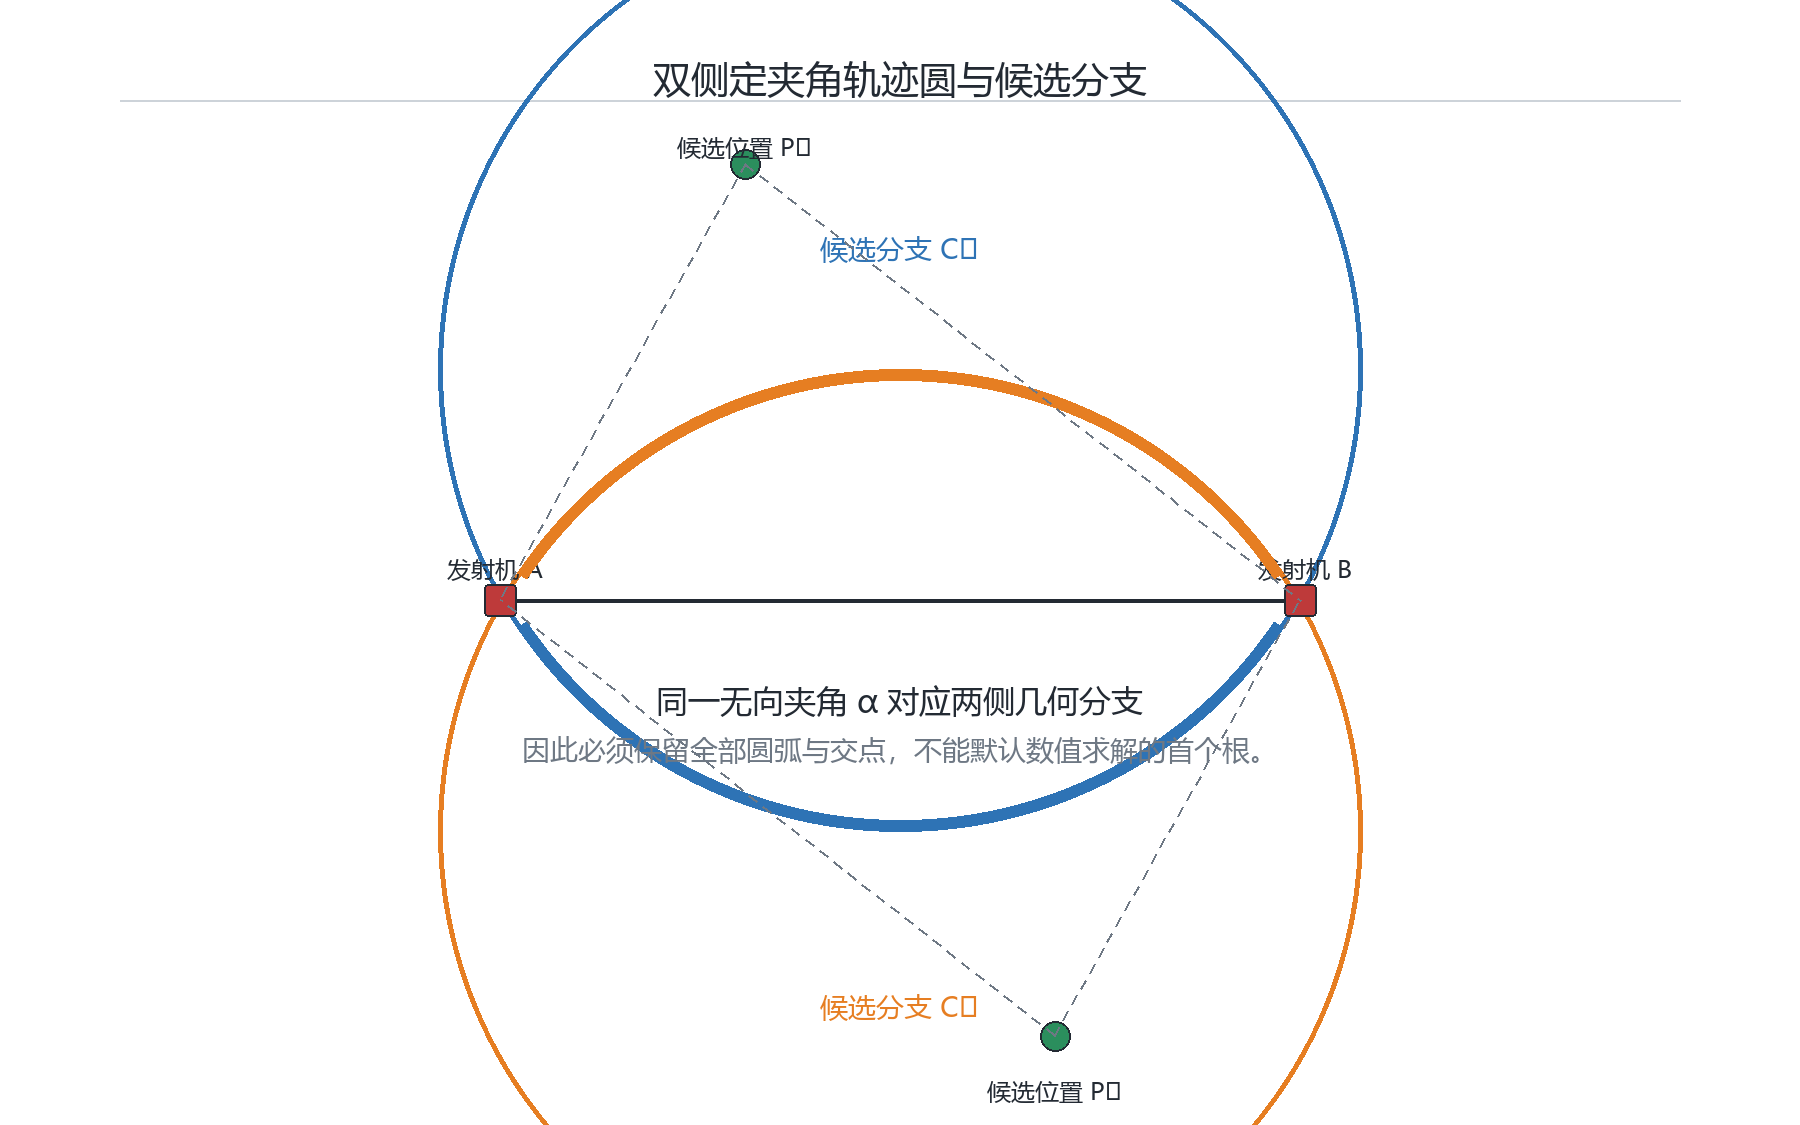 双侧定夹角轨迹圆与候选分支
候选位置 P□
候选分支 C□
发射机 A
发射机 B
同一无向夹角 α 对应两侧几何分支
因此必须保留全部圆弧与交点，不能默认数值求解的首个根。
候选分支 C□
候选位置 P□